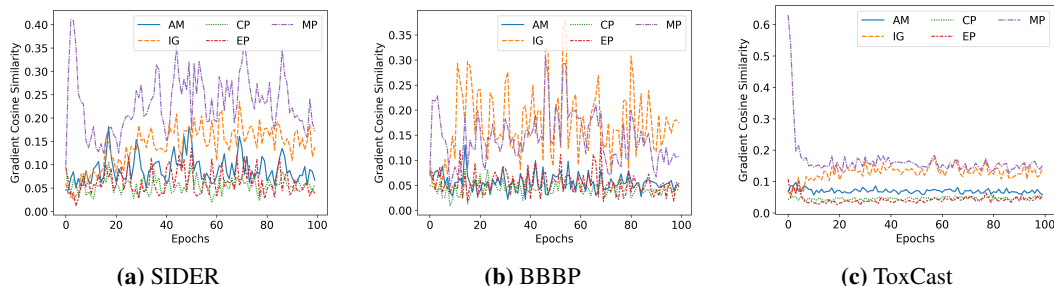 AM CP MP
IG EP
Gradient Cosine Similarity
0.40
0.35
0.30
0.25
0.20
0.15
0.10
0.05
0.00
0 20 40 60 80 100
Epochs
(a) SIDER
AM CP MP
IG EP
Gradient Cosine Similarity
0.35
0.30
0.25
0.20
0.15
0.10
0.05
0.00
0 20 40 60 80 100
Epochs
(b) BBBP
AM CP MP
IG EP
Gradient Cosine Similarity
0.6
0.5
0.4
0.3
0.2
0.1
0.0
0 20 40 60 80 100
Epochs
(c) ToxCast